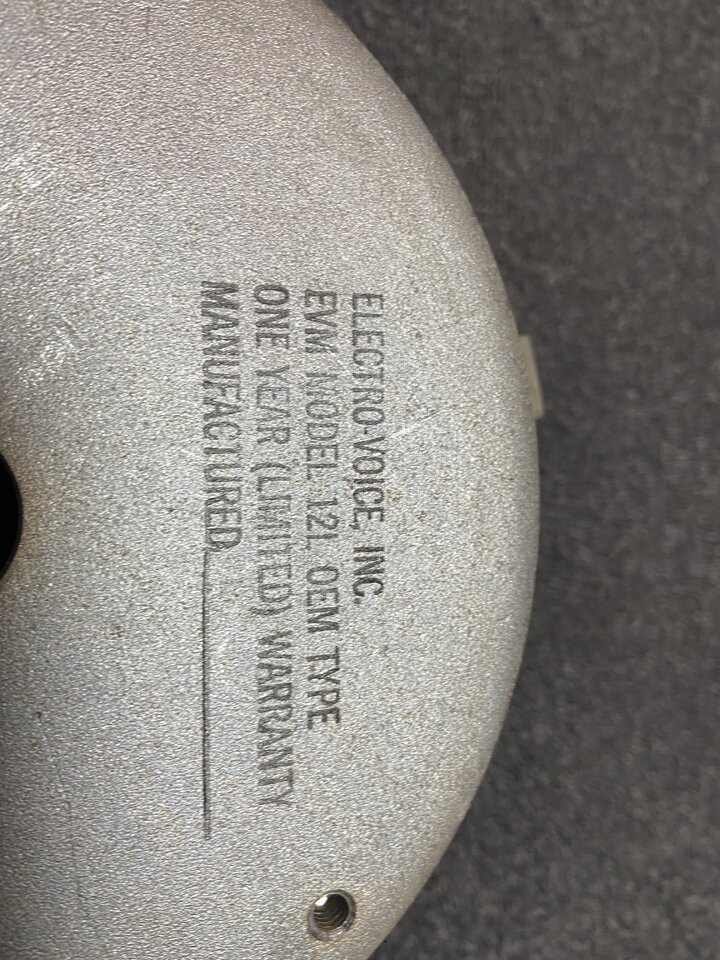 ELECTRO-VOICE, INC.
EVM MODEL 12L OEM TYPE
ONE YEAR (LIMITED) WARRANTY
MANUFACTURED